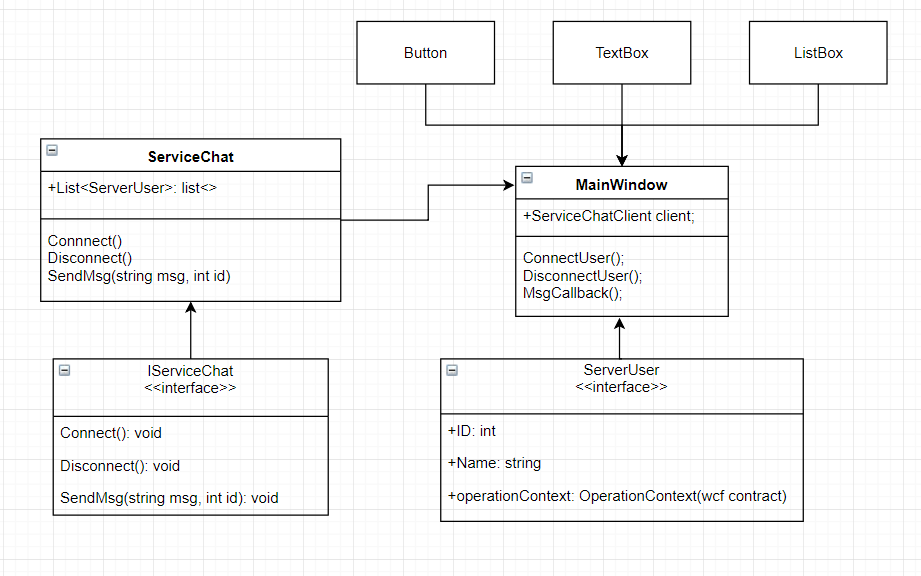 Button
TextBox
ListBox
ServiceChat
+List<ServerUser>: list<>
Connnect()
Disconnect()
SendMsg(string msg, int id)
MainWindow
+ServiceChatClient client;
ConnectUser();
DisconnectUser();
MsgCallback();
IServiceChat
<<interface>>
Connect(): void
Disconnect(): void
SendMsg(string msg, int id): void
ServerUser
<<interface>>
+ID: int
+Name: string
+operationContext: OperationContext(wcf contract)